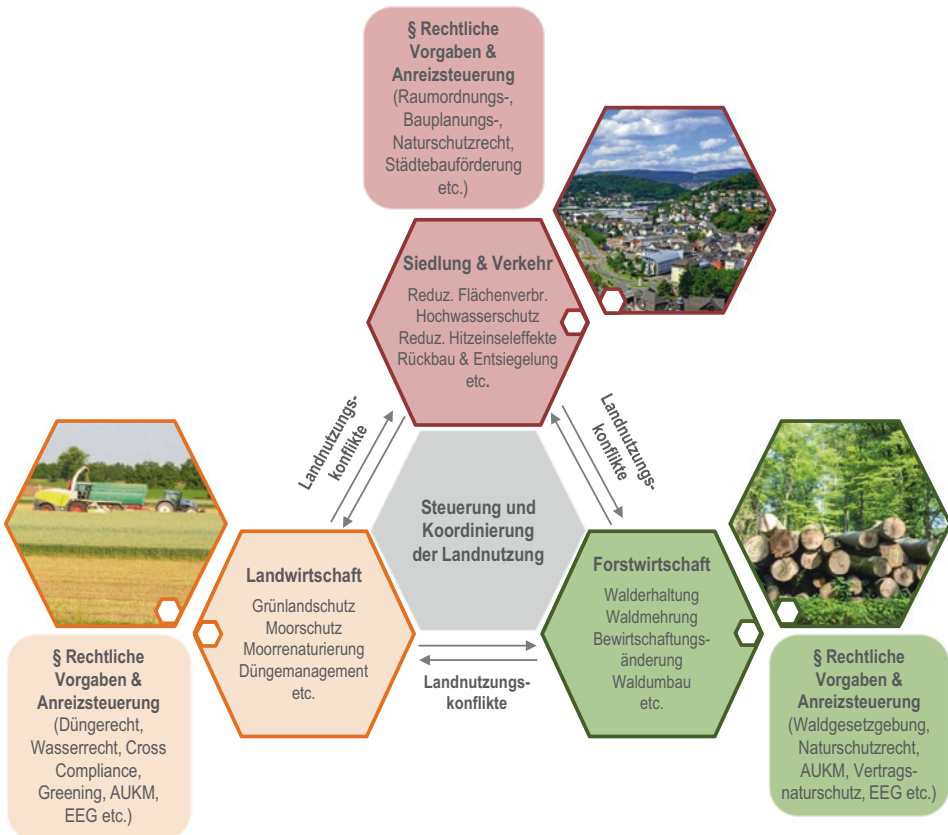 § Rechtliche
Vorgaben &
Anreizsteuerung
(Raumordnungs-,
Bauplanungs-,
Naturschutzrecht,
Städtebauförderung
etc.)
Siedlung & Verkehr
Reduz. Flächenverbr.
Hochwasserschutz
Reduz. Hitzeinseleffekte
Rückbau & Entsiegelung
etc.
Landnutzungs-
konflikte
Landnutzungs-
konflikte
Steuerung und
Koordinierung
der Landnutzung
Landwirtschaft
Grünlandschutz
Moorschutz
Moorrenaturierung
Düngemanagement
etc.
Forstwirtschaft
Walderhaltung
Waldmehrung
Bewirtschaftungs-
änderung
Waldumbau
etc.
Landnutzungs-
konflikte
§ Rechtliche
Vorgaben &
Anreizsteuerung
(Düngerecht,
Wasserrecht, Cross
Compliance,
Greening, AUKM,
EEG etc.)
§ Rechtliche
Vorgaben &
Anreizsteuerung
(Waldgesetzgebung,
Naturschutzrecht,
AUKM, Vertrags-
naturschutz, EEG etc.)